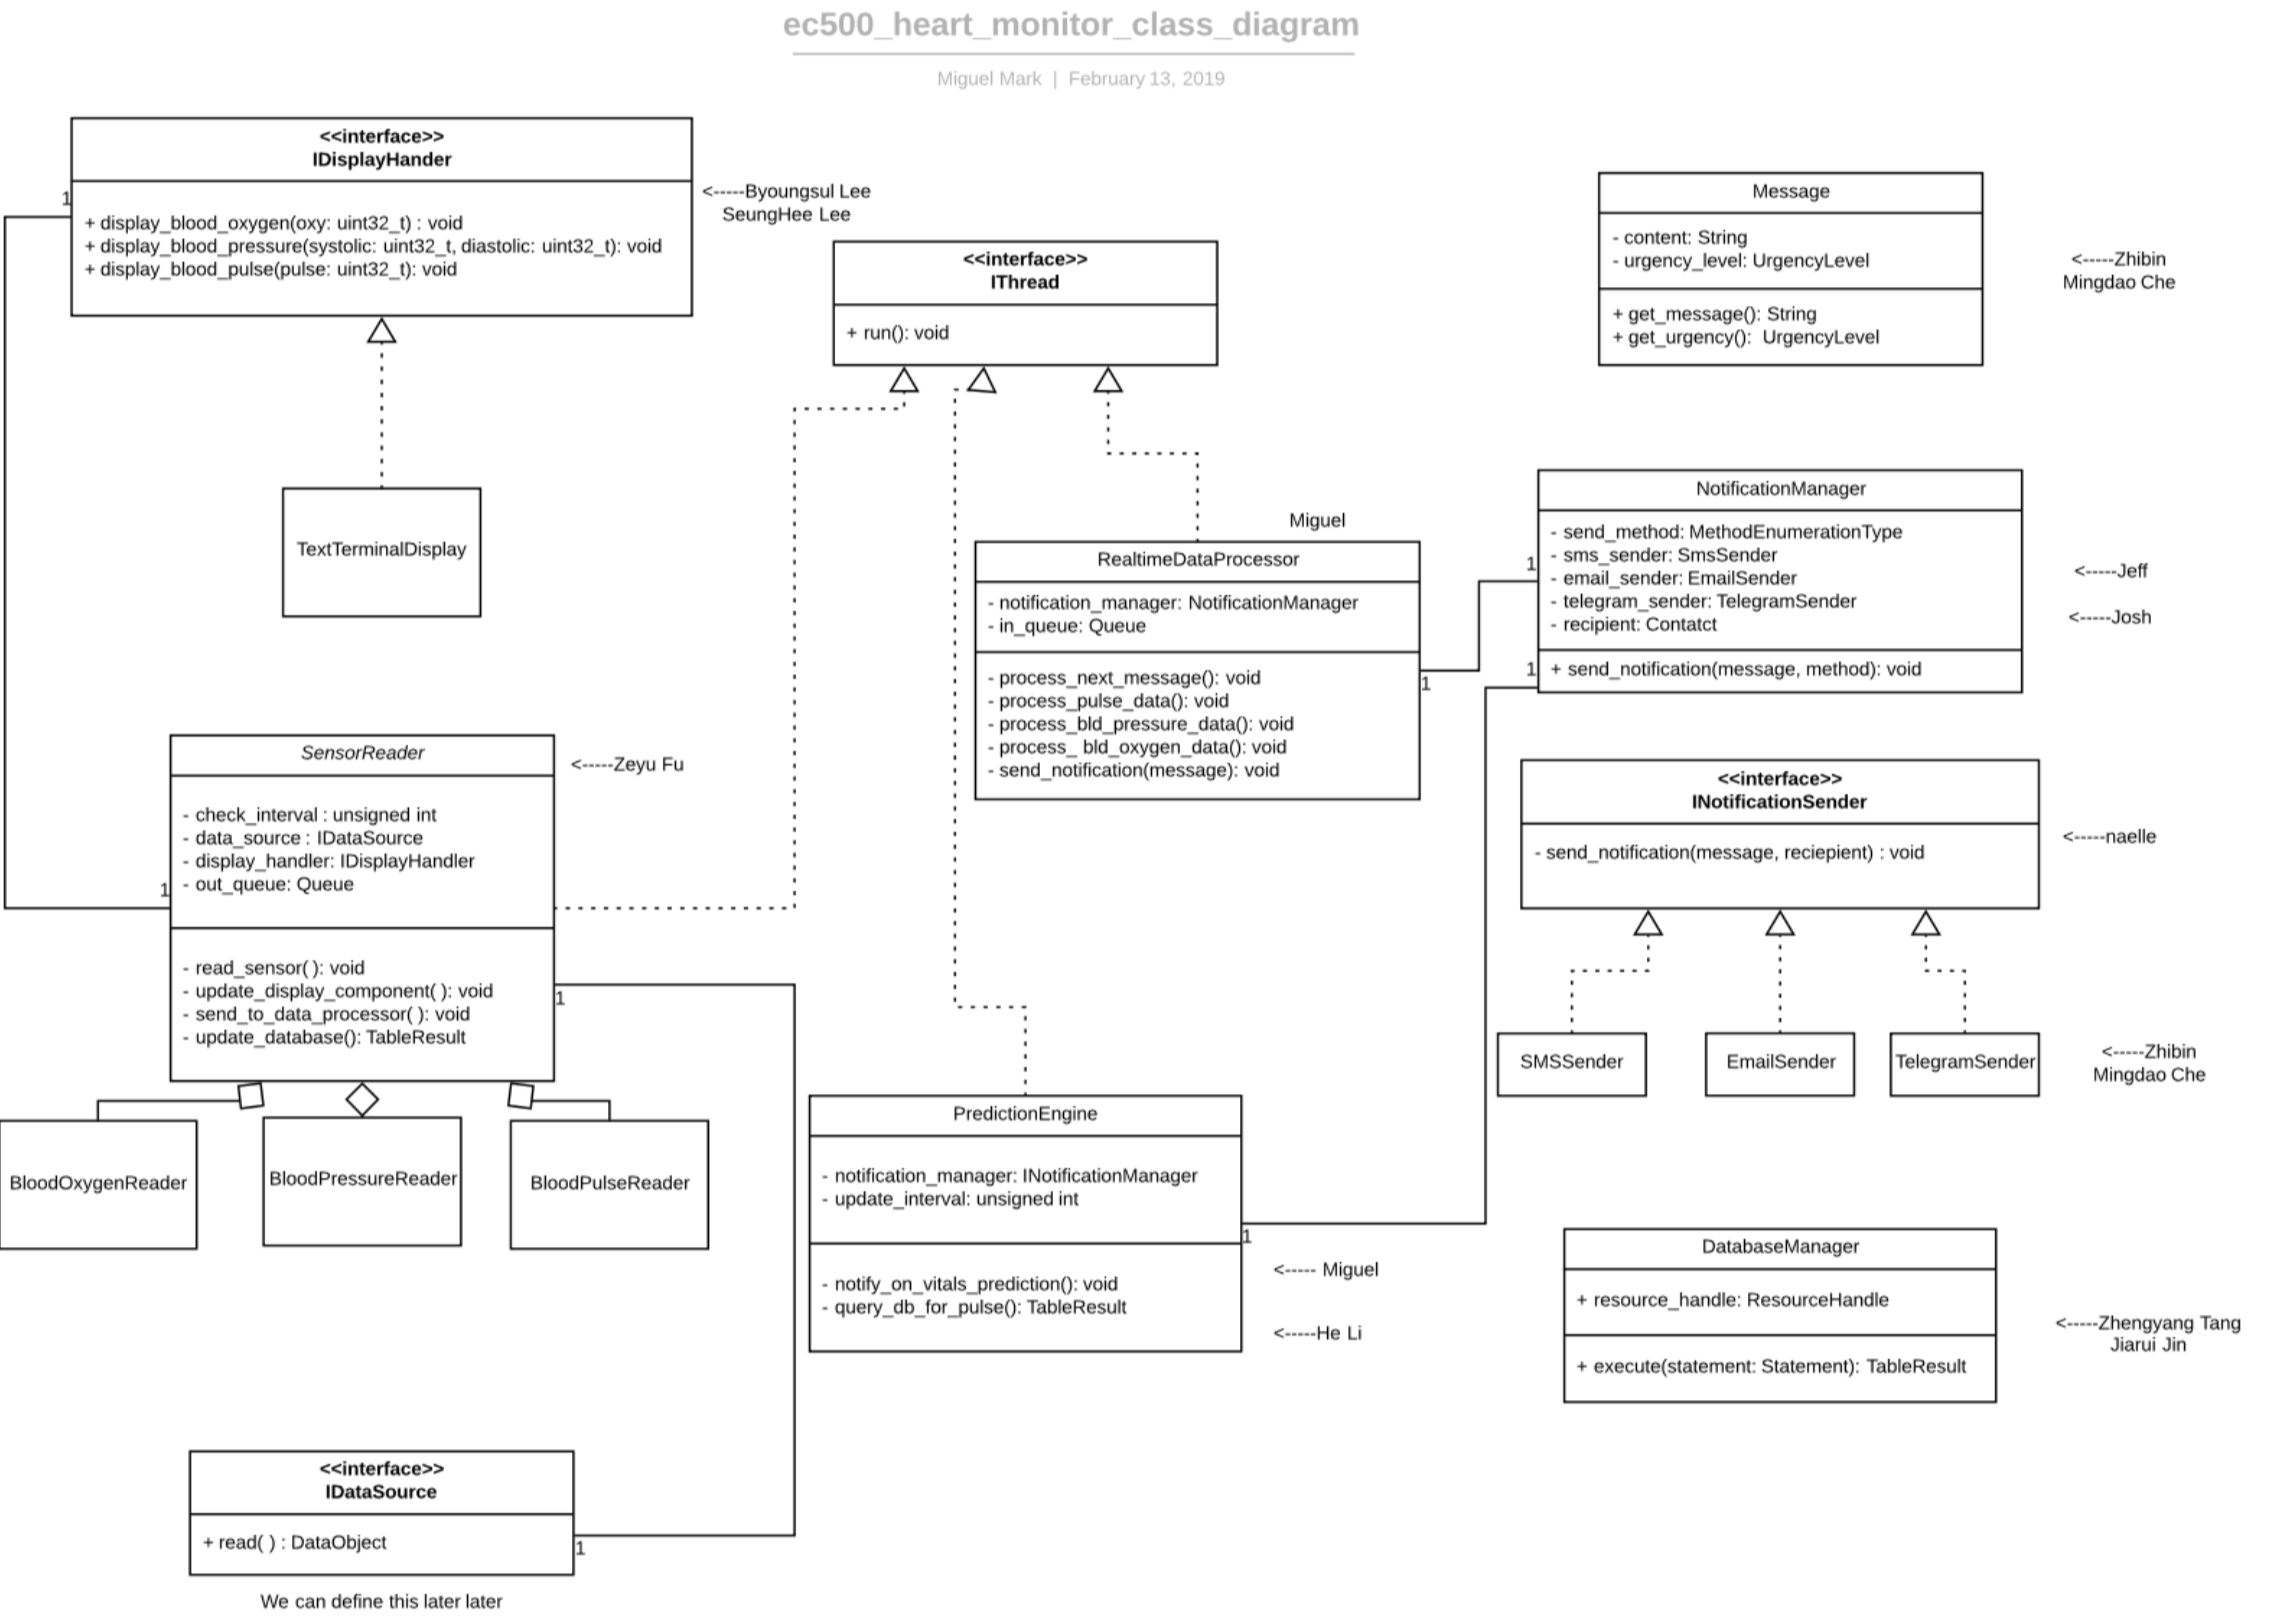 ec500_heart_monitor_class_diagram
Miguel Mark | February 13, 2019
<<interface>>
IDisplayHander
1
+ display_blood_oxygen(oxy: uint32_t) : void
+ display_blood_pressure(systolic: uint32_t, diastolic: uint32_t): void
+ display_blood_pulse(pulse: uint32_t): void
<-----Byoungsul Lee
SeungHee Lee
<<interface>>
IThread
+ run(): void
Message
- content: String
- urgency_level: UrgencyLevel
+ get_message(): String
+ get_urgency():  UrgencyLevel
<-----Zhibin
Mingdao Che
TextTerminalDisplay
Miguel
RealtimeDataProcessor
- notification_manager: NotificationManager
- in_queue: Queue
- process_next_message(): void
- process_pulse_data(): void
- process_bld_pressure_data(): void
- process_ bld_oxygen_data(): void
- send_notification(message): void
1
NotificationManager
- send_method: MethodEnumerationType
- sms_sender: SmsSender
- email_sender: EmailSender
- telegram_sender: TelegramSender
- recipient: Contatct
+ send_notification(message, method): void
1
1
<-----Jeff
<-----Josh
SensorReader
- check_interval : unsigned int
- data_source : IDataSource
- display_handler: IDisplayHandler
- out_queue: Queue
1
- read_sensor( ): void
- update_display_component( ): void
- send_to_data_processor( ): void
- update_database(): TableResult
1
<-----Zeyu Fu
<<interface>>
INotificationSender
- send_notification(message, reciepient) : void
<-----naelle
SMSSender
EmailSender
TelegramSender
<-----Zhibin
Mingdao Che
BloodOxygenReader
BloodPressureReader
BloodPulseReader
PredictionEngine
- notification_manager: INotificationManager
- update_interval: unsigned int
- notify_on_vitals_prediction(): void
- query_db_for_pulse(): TableResult
1
<----- Miguel
<-----He Li
DatabaseManager
+ resource_handle: ResourceHandle
+ execute(statement: Statement): TableResult
<-----Zhengyang Tang
Jiarui Jin
<<interface>>
IDataSource
+ read( ) : DataObject
1
We can define this later later